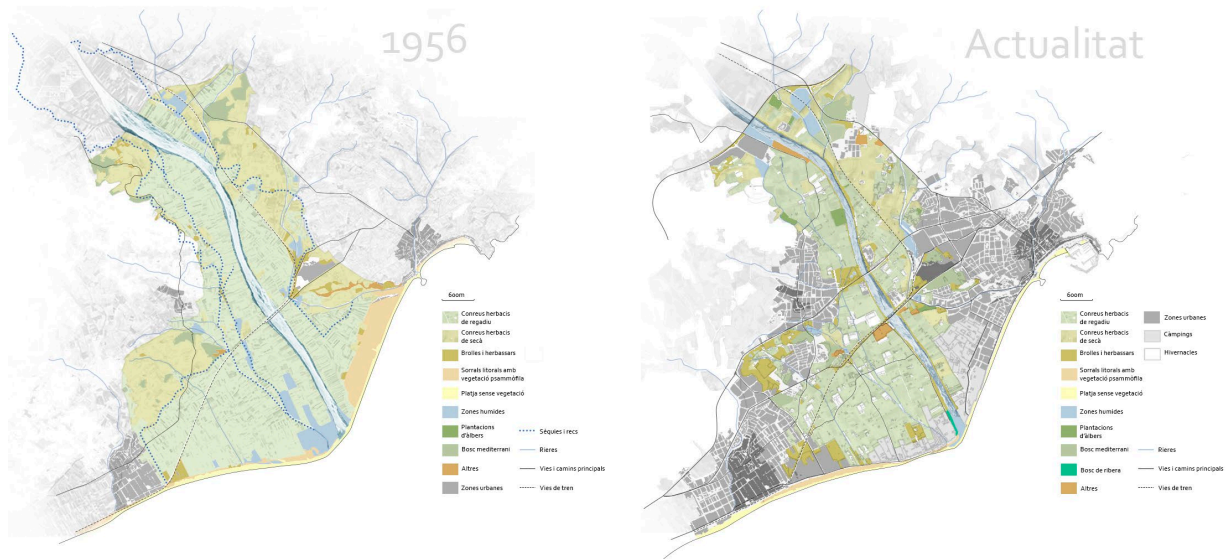 1956
600m
Conreus herbacis
de regadiu
Conreus herbacis
de secà
Brolles i herbassars
Sorrals litorals amb
vegetació psammòfila
Platja sense vegetació
Zones humides
Plantacions
d'àlbers
Bosc mediterrani
Altres
Zones urbanes
Séquies i recs
Rieres
Vies i camins principals
Vies de tren
Actualitat
600m
Conreus herbacis
de regadiu
Conreus herbacis
de secà
Brolles i herbassars
Sorrals litorals amb
vegetació psammòfila
Platja sense vegetació
Zones humides
Plantacions
d'àlbers
Bosc mediterrani
Bosc de ribera
Altres
Zones urbanes
Càmpings
Hivernacles
Rieres
Vies i camins principals
Vies de tren